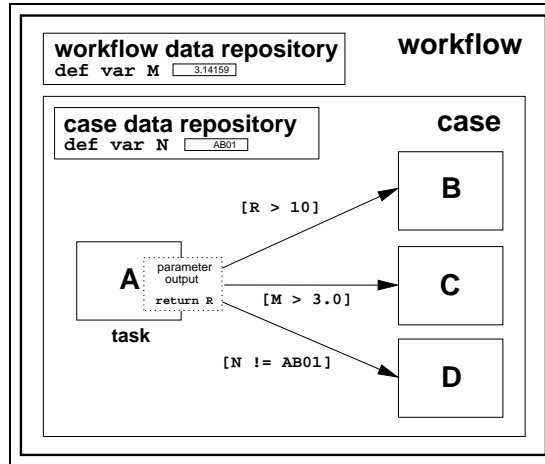 workflow data repository
def var M 3.14159
workflow
case data repository
def var N AB01
case
B
[R > 10]
A
parameter
output
return R
task
C
[M > 3.0]
[N != AB01]
D